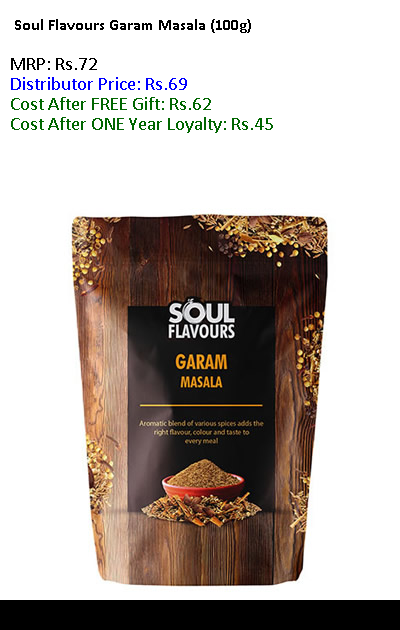 Soul Flavours Garam Masala (100g)
MRP: Rs.72
Distributor Price: Rs.69
Cost After FREE Gift: Rs.62
Cost After ONE Year Loyalty: Rs.45
SOUL
FLAVOURS
GARAM
MASALA
Aromatic blend of various spices adds the
right flavour, colour and taste to
every meal